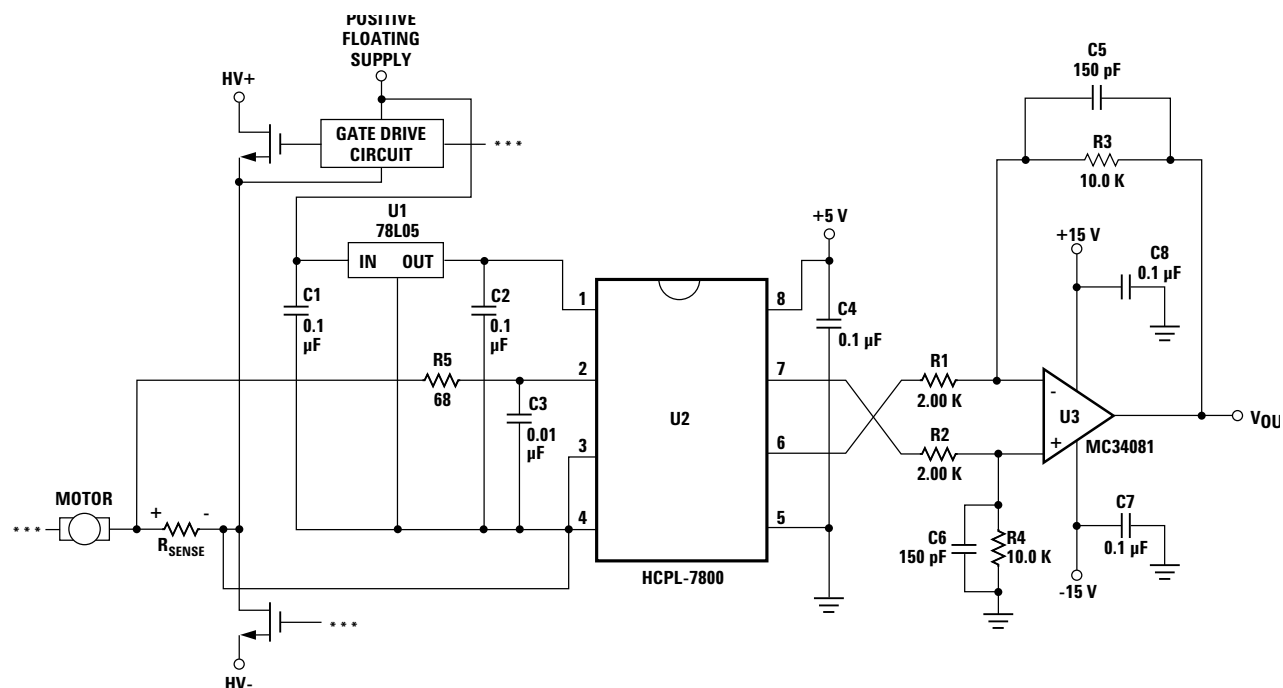 POSITIVE
FLOATING
SUPPLY
HV+
GATE DRIVE
CIRCUIT
***
U1
78L05
IN OUT
C1
0.1
µF
C2
0.1
µF
R5
68
C3
0.01
µF
MOTOR
***
+ -
RSENSE
***
HV-
1
2
3
4
8
7
6
5
U2
HCPL-7800
+5 V
C4
0.1 µF
R1
2.00 K
R2
2.00 K
C5
150 pF
R3
10.0 K
+15 V
C8
0.1 µF
-
+
U3
MC34081
VOU
C6
150 pF
R4
10.0 K
C7
0.1 µF
-15 V